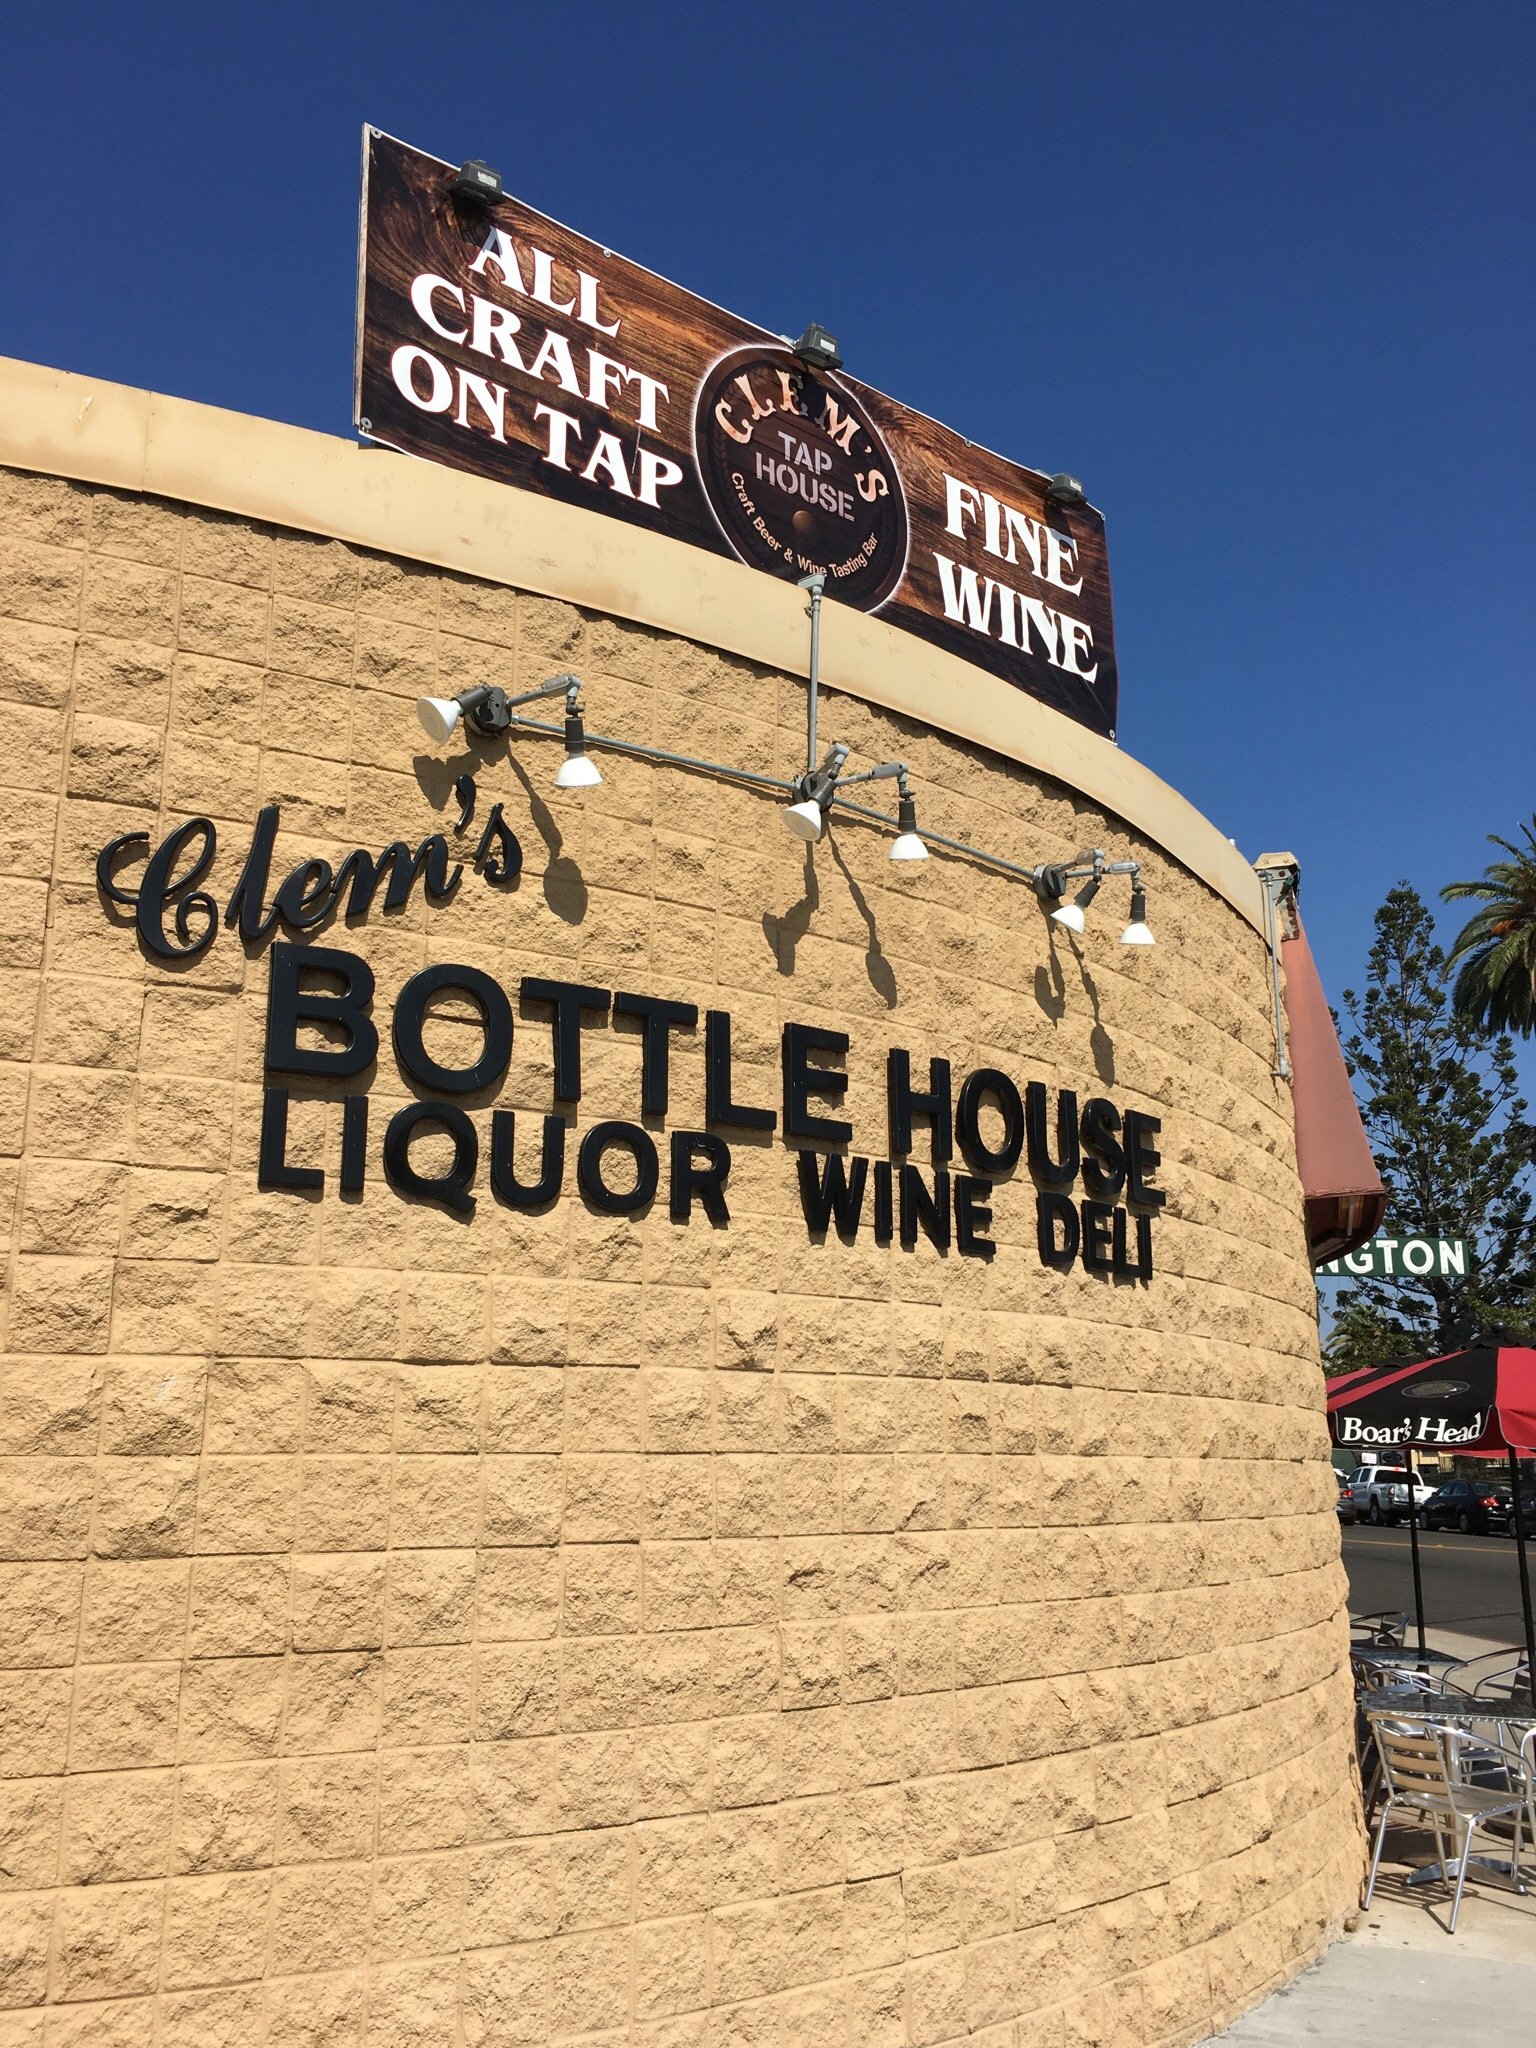 ALL
CRAFT
ON TAP
CLEM'S
TAP
HOUSE
Craft Beer & Wine Tasting Bar
FINE
WINE
Clem's
BOTTLE HOUSE
LIQUOR WINE DELI
NGTON
Boar's Head